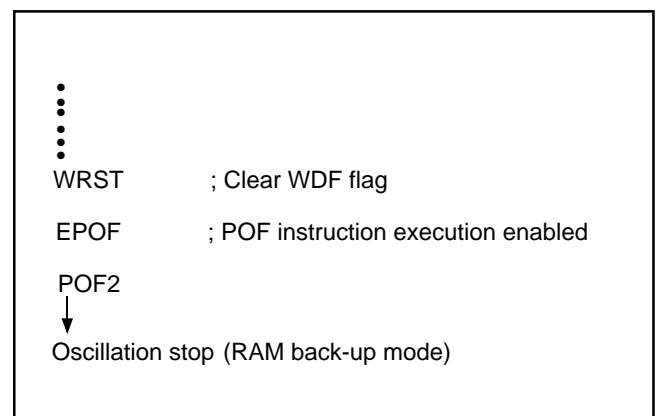 WRST ; Clear WDF flag
EPOF ; POF instruction execution enabled
POF2
Oscillation stop (RAM back-up mode)